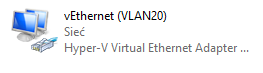 vEthernet (VLAN20)
Sieć
Hyper-V Virtual Ethernet Adapter ...